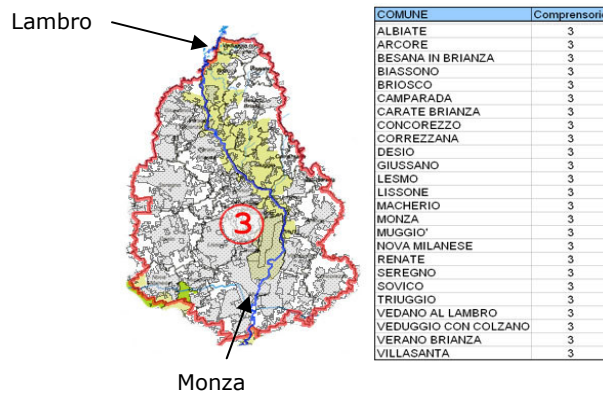 Lambro
3
Monza
COMUNE Comprensorio
ALBIATE 3
ARCORE 3
BESANA IN BRIANZA 3
BIASSONO 3
BRIOSCO 3
CAMPARADA 3
CARATE BRIANZA 3
CONCOREZZO 3
CORREZZANA 3
DESIO 3
GIUSSANO 3
LESMO 3
LISSONE 3
MACHERIO 3
MONZA 3
MUGGIO' 3
NOVA MILANESE 3
RENATE 3
SEREGNO 3
SOVICO 3
TRIUGGIO 3
VEDANO AL LAMBRO 3
VEDUGGIO CON COLZANO 3
VERANO BRIANZA 3
VILLASANTA 3